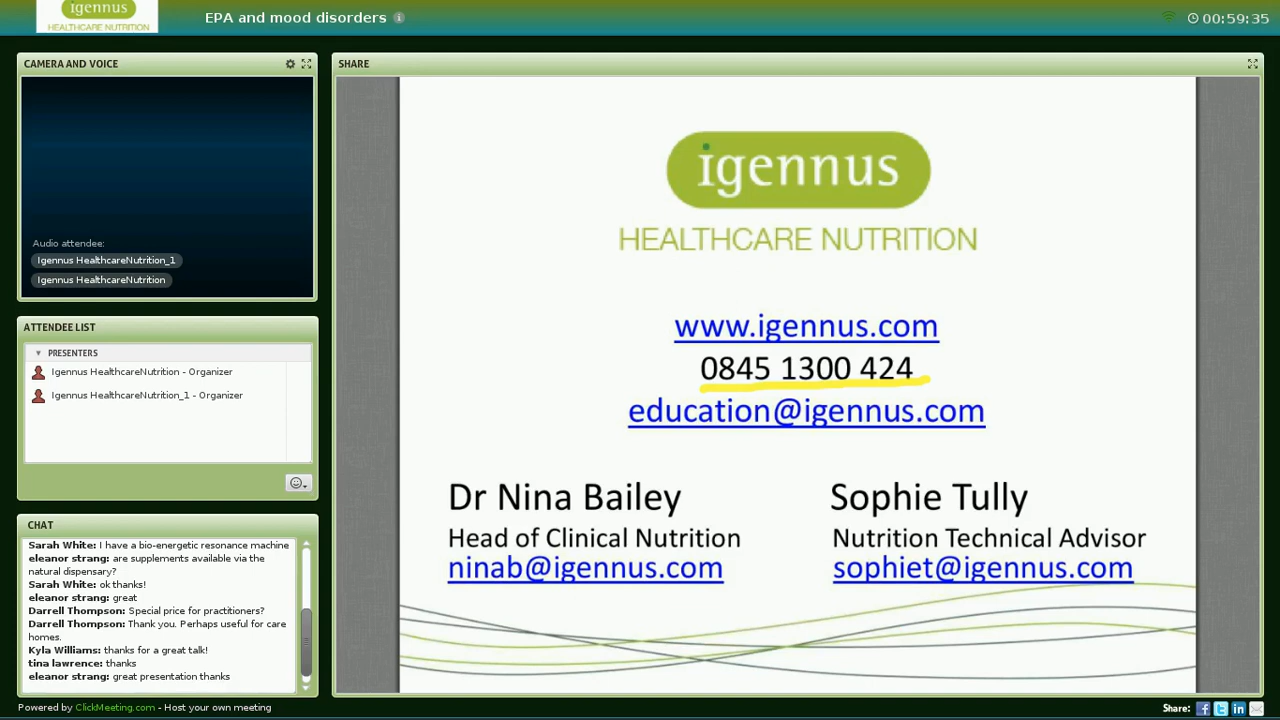 igennus
HEALTHCARE NUTRITION
EPA and mood disorders
00:59:35
CAMERA AND VOICE
Audio attendee:
Igennus HealthcareNutrition_1
Igennus HealthcareNutrition
ATTENDEE LIST
PRESENTERS
Igennus HealthcareNutrition - Organizer
Igennus HealthcareNutrition_1 - Organizer
CHAT
Sarah White: I have a bio-energetic resonance machine
eleanor strang: are supplements available via the
natural dispensary?
Sarah White: ok thanks!
eleanor strang: great
Darrell Thompson: Special price for practitioners?
Darrell Thompson: Thank you. Perhaps useful for care
homes.
Kyla Williams: thanks for a great talk!
tina lawrence: thanks
eleanor strang: great presentation thanks
SHARE
igennus
HEALTHCARE NUTRITION
www.igennus.com
0845 1300 424
education@igennus.com
Dr Nina Bailey
Head of Clinical Nutrition
ninab@igennus.com
Sophie Tully
Nutrition Technical Advisor
sophiet@igennus.com
Powered by ClickMeeting.com - Host your own meeting
Share: